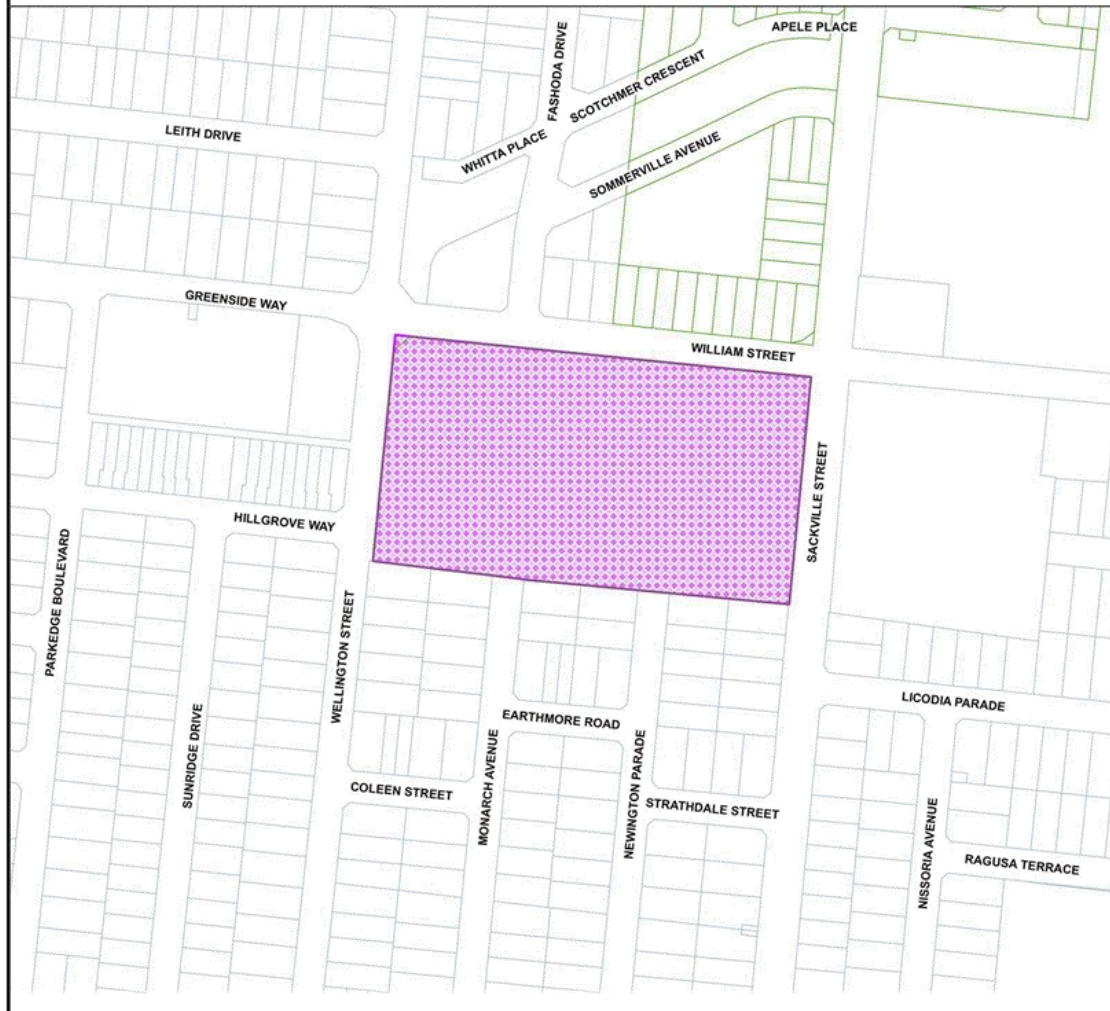 APELE PLACE
FASHODA DRIVE
SCOTCHMER CRESCENT
LEITH DRIVE
WHITTA PLACE
SOMMERVILLE AVENUE
GREENSIDE WAY
WILLIAM STREET
SACKVILLE STREET
HILLGROVE WAY
PARKEDGE BOULEVARD
WELLINGTON STREET
LICODIA PARADE
EARTHMORE ROAD
SUNRIDGE DRIVE
MONARCH AVENUE
NEWINGTON PARADE
COLEEN STREET
STRATHDALE STREET
NISSORIA AVENUE
RAGUSA TERRACE